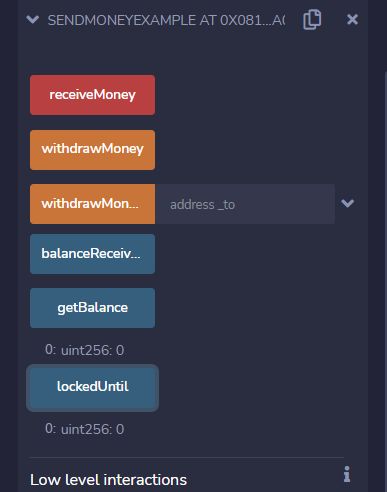 SENDMONEYEXAMPLE AT 0X081...A
receiveMoney
withdrawMoney
withdrawMon... address _to
balanceReceiv...
getBalance
0: uint256: 0
lockedUntil
0: uint256: 0
Low level interactions